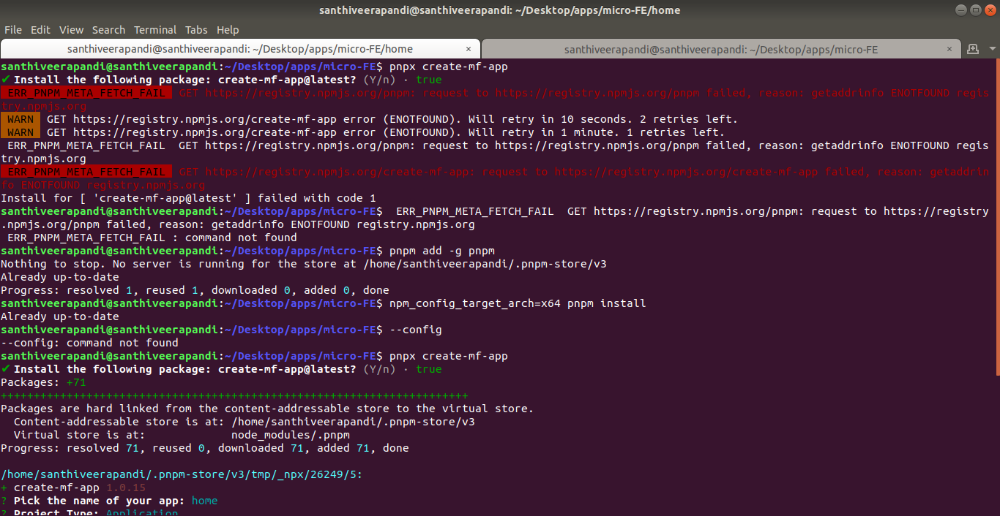 santhiveerapandi@santhiveerapandi: ~/Desktop/apps/micro-FE/home
File Edit View Search Terminal Tabs Help
santhiveerapandi@santhiveerapandi: ~/Desktop/apps/micro-FE/home × santhiveerapandi@santhiveerapandi: ~/Desktop/apps/micro-FE ×
santhiveerapandi@santhiveerapandi:~/Desktop/apps/micro-FE$ pnpx create-mf-app
✔ Install the following package: create-mf-app@latest? (Y/n) · true
ERR_PNPM_META_FETCH_FAIL  GET https://registry.npmjs.org/pnpm: request to https://registry.npmjs.org/pnpm failed, reason: getaddrinfo ENOTFOUND regis
try.npmjs.org
WARN  GET https://registry.npmjs.org/create-mf-app error (ENOTFOUND). Will retry in 10 seconds. 2 retries left.
WARN  GET https://registry.npmjs.org/create-mf-app error (ENOTFOUND). Will retry in 1 minute. 1 retries left.
ERR_PNPM_META_FETCH_FAIL  GET https://registry.npmjs.org/pnpm: request to https://registry.npmjs.org/pnpm failed, reason: getaddrinfo ENOTFOUND regis
try.npmjs.org
ERR_PNPM_META_FETCH_FAIL  GET https://registry.npmjs.org/create-mf-app: request to https://registry.npmjs.org/create-mf-app failed, reason: getaddrin
fo ENOTFOUND registry.npmjs.org
Install for [ 'create-mf-app@latest' ] failed with code 1
santhiveerapandi@santhiveerapandi:~/Desktop/apps/micro-FE$  ERR_PNPM_META_FETCH_FAIL  GET https://registry.npmjs.org/pnpm: request to https://registry
.npmjs.org/pnpm failed, reason: getaddrinfo ENOTFOUND registry.npmjs.org
 ERR_PNPM_META_FETCH_FAIL : command not found
santhiveerapandi@santhiveerapandi:~/Desktop/apps/micro-FE$ pnpm add -g pnpm
Nothing to stop. No server is running for the store at /home/santhiveerapandi/.pnpm-store/v3
Already up-to-date
Progress: resolved 1, reused 1, downloaded 0, added 0, done
santhiveerapandi@santhiveerapandi:~/Desktop/apps/micro-FE$ npm_config_target_arch=x64 pnpm install
Already up-to-date
santhiveerapandi@santhiveerapandi:~/Desktop/apps/micro-FE$ --config
--config: command not found
santhiveerapandi@santhiveerapandi:~/Desktop/apps/micro-FE$ pnpx create-mf-app
✔ Install the following package: create-mf-app@latest? (Y/n) · true
Packages: +71
+++++++++++++++++++++++++++++++++++++++++++++++++++++++++++++++++++++++
Packages are hard linked from the content-addressable store to the virtual store.
  Content-addressable store is at: /home/santhiveerapandi/.pnpm-store/v3
  Virtual store is at:             node_modules/.pnpm
Progress: resolved 71, reused 0, downloaded 71, added 71, done
/home/santhiveerapandi/.pnpm-store/v3/tmp/_npx/26249/5:
+ create-mf-app 1.0.15
? Pick the name of your app: home
? Project Type: Application